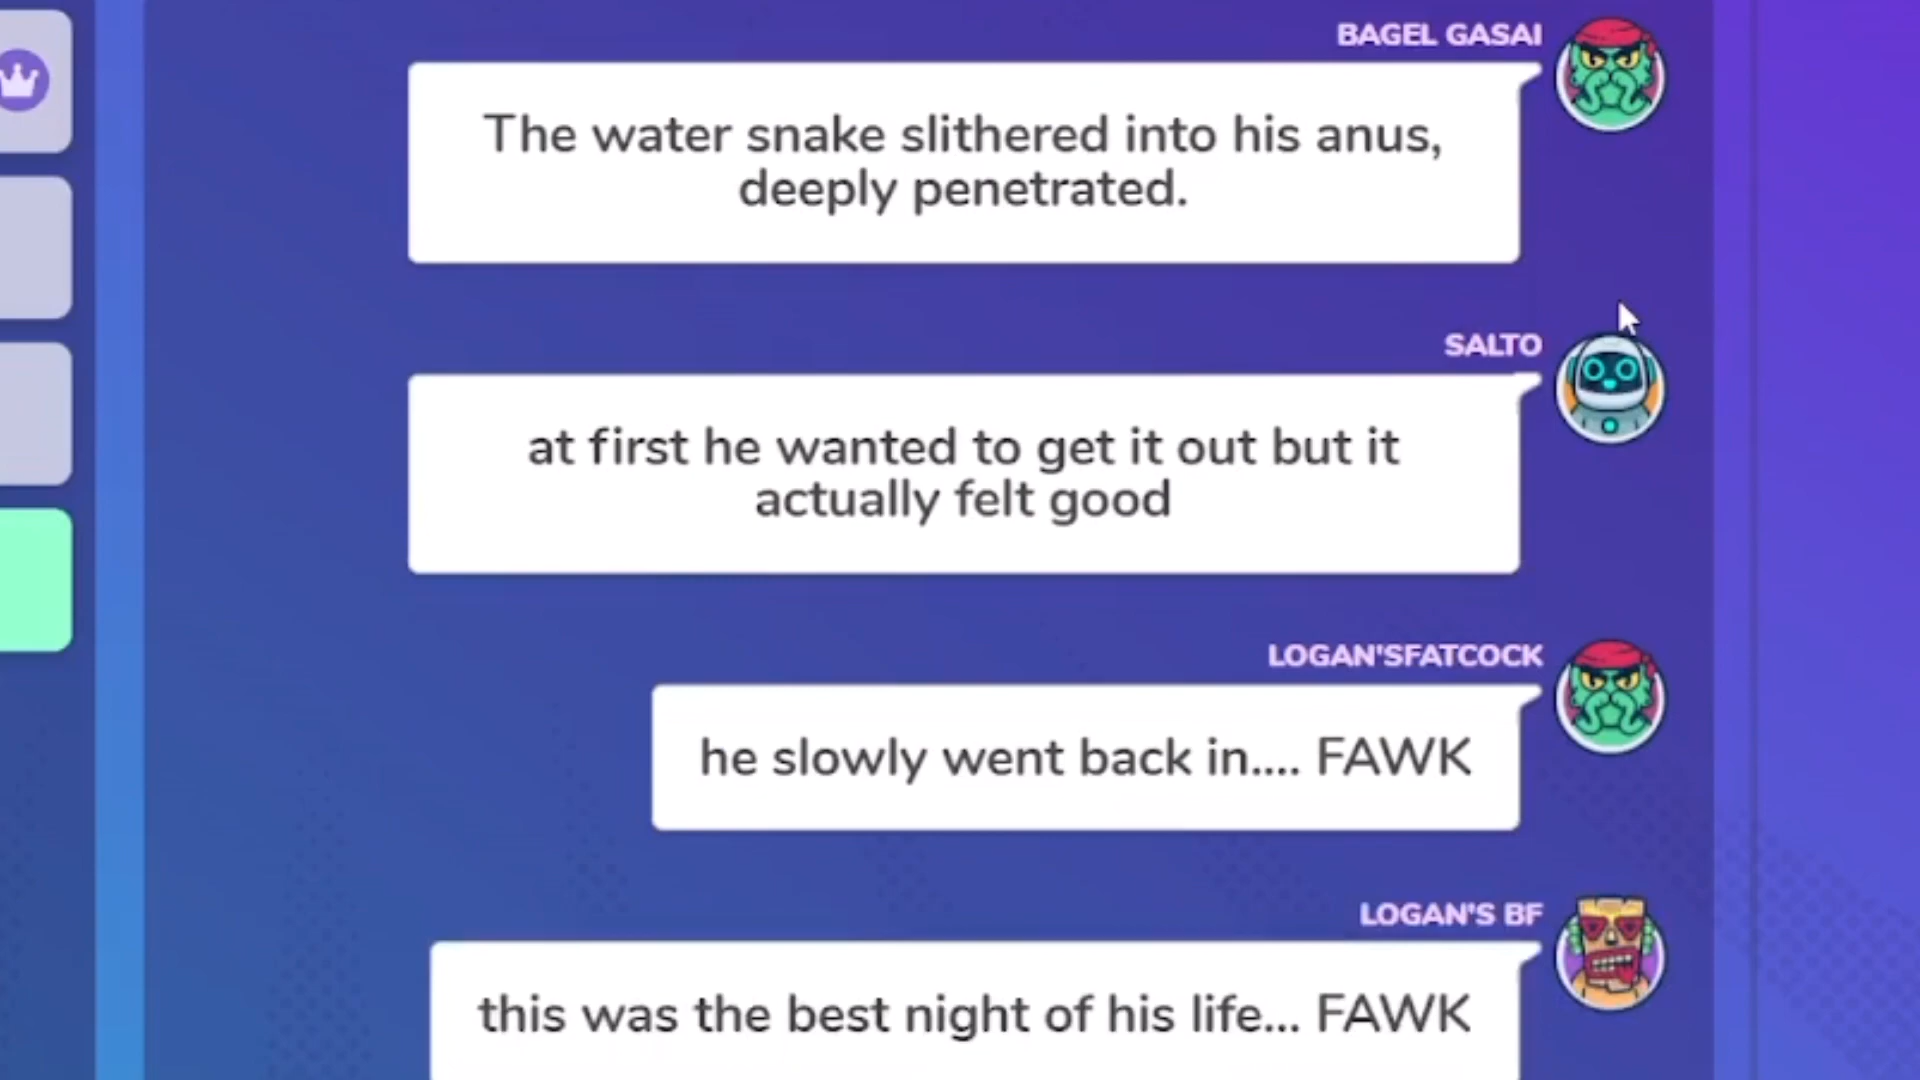 BAGEL GASAI
The water snake slithered into his anus,
deeply penetrated.
SALTO
at first he wanted to get it out but it
actually felt good
LOGAN'SFATCOCK
he slowly went back in.... FAWK
LOGAN'S BF
this was the best night of his life... FAWK